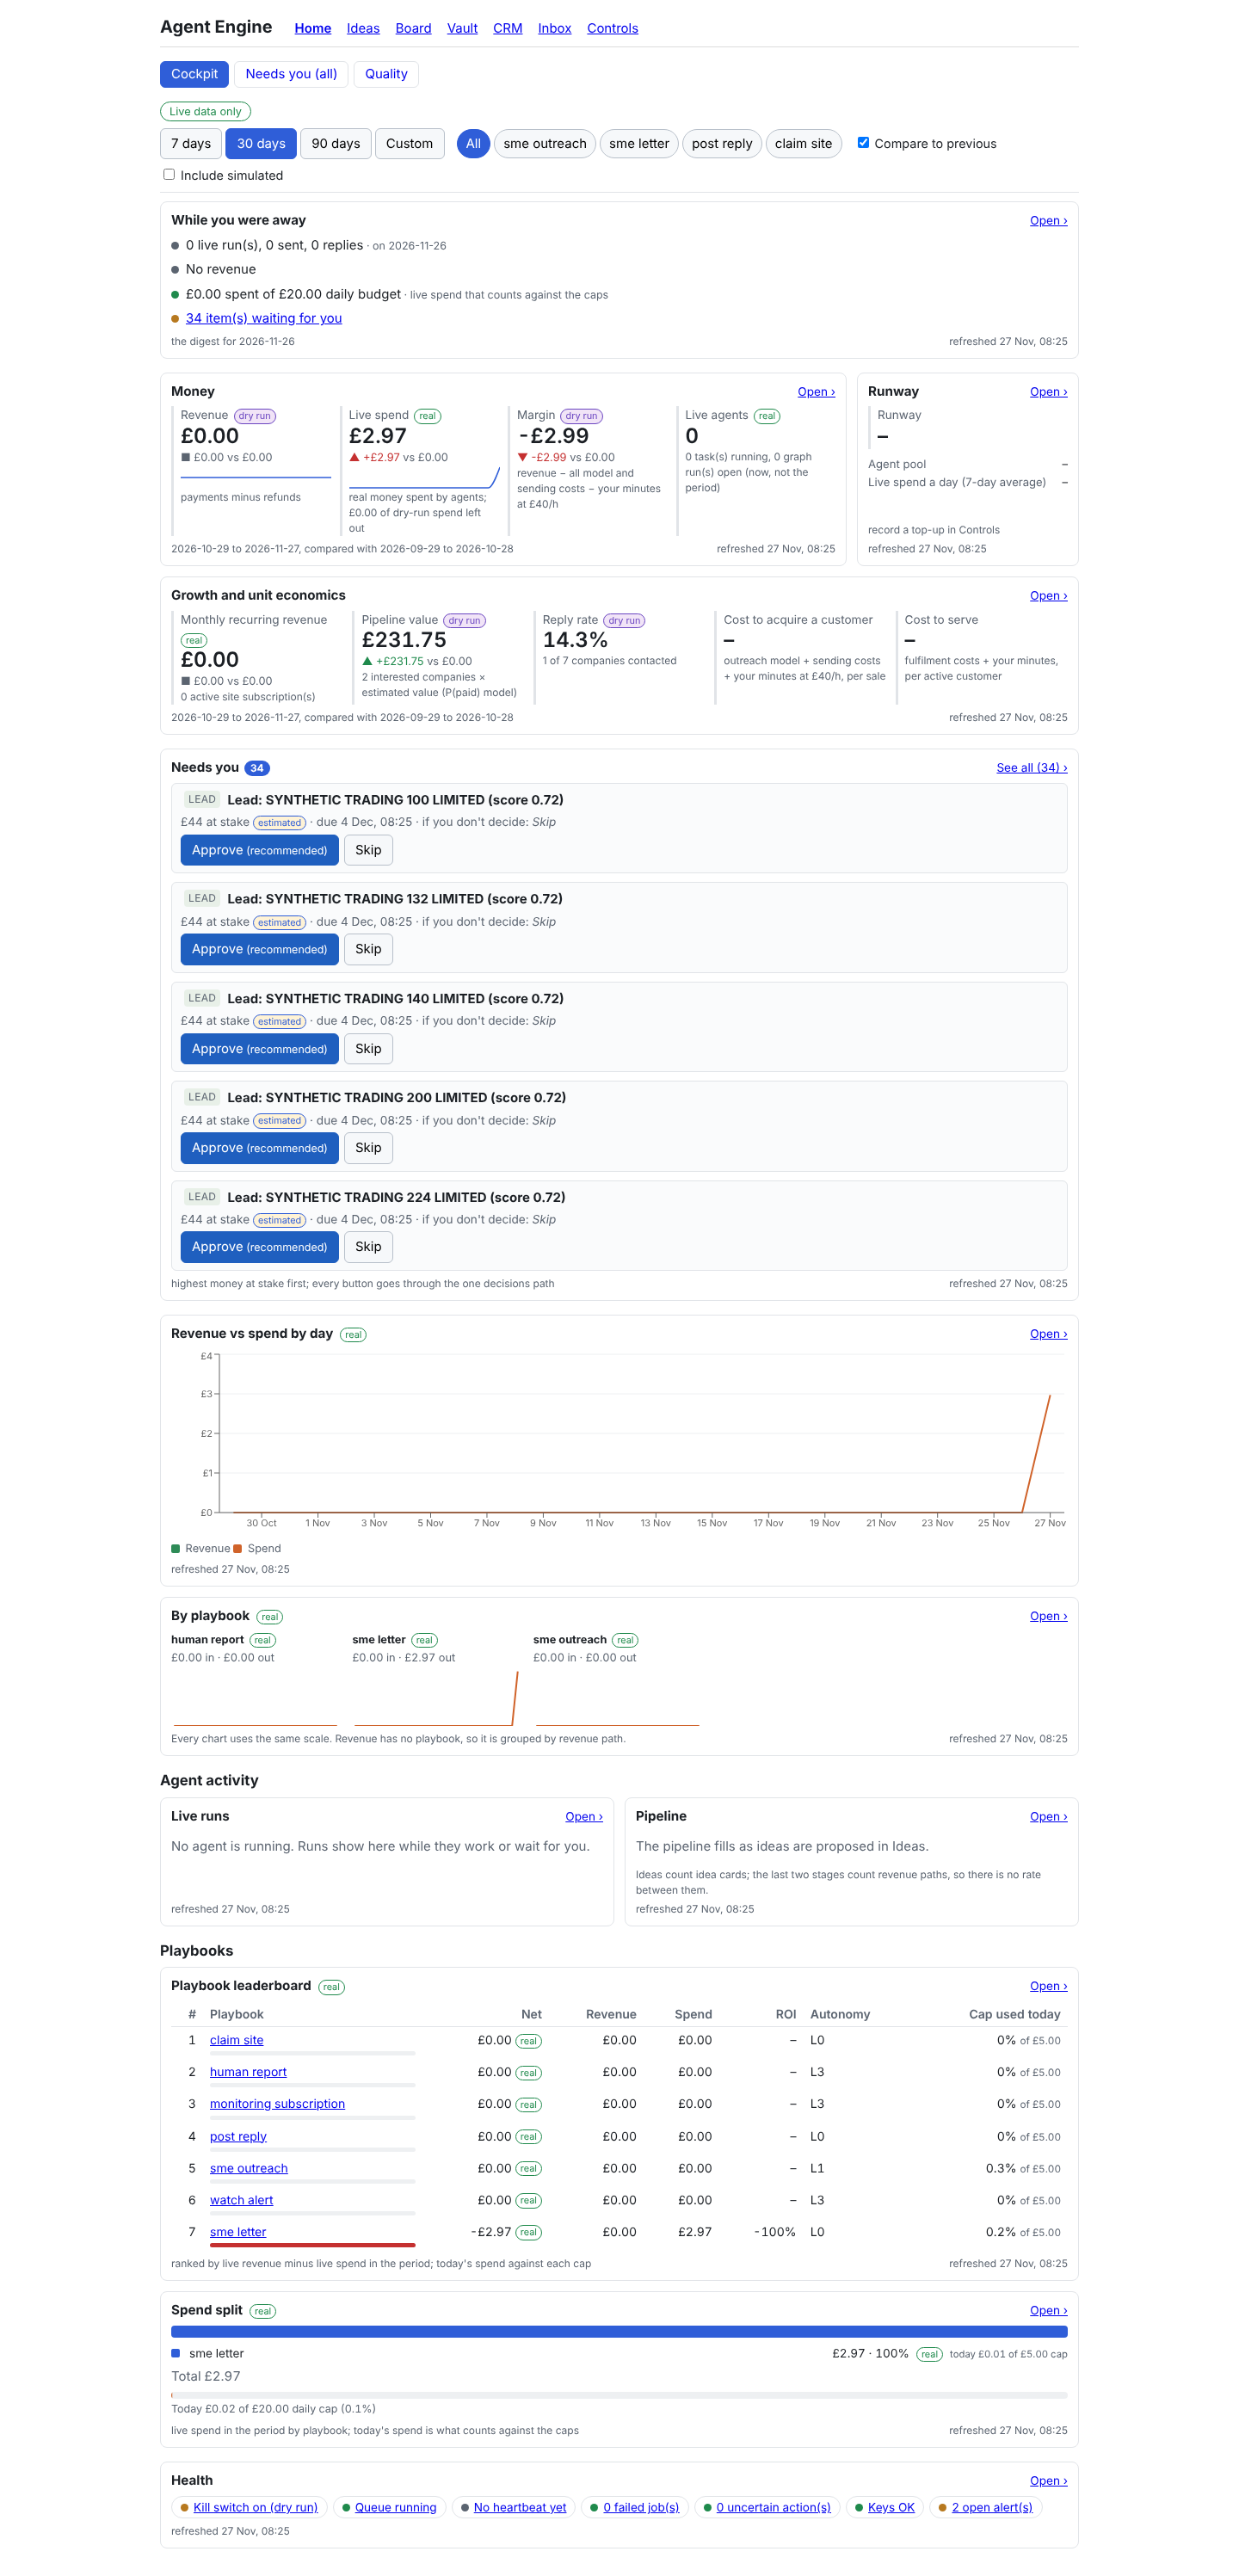 Agent Engine Home Ideas Board Vault CRM Inbox Controls
Cockpit Needs you (all) Quality
Live data only
7 days 30 days 90 days Custom All sme outreach sme letter post reply claim site Compare to previous
Include simulated
While you were away Open ›
0 live run(s), 0 sent, 0 replies · on 2026-11-26
No revenue
£0.00 spent of £20.00 daily budget · live spend that counts against the caps
34 item(s) waiting for you
the digest for 2026-11-26 refreshed 27 Nov, 08:25
Money Open ›
Revenue dry run
£0.00
£0.00 vs £0.00
payments minus refunds
Live spend real
£2.97
▲ +£2.97 vs £0.00
real money spent by agents;
£0.00 of dry-run spend left
out
Margin dry run
-£2.99
▼ -£2.99 vs £0.00
revenue − all model and
sending costs − your minutes
at £40/h
Live agents real
0
0 task(s) running, 0 graph
run(s) open (now, not the
period)
2026-10-29 to 2026-11-27, compared with 2026-09-29 to 2026-10-28 refreshed 27 Nov, 08:25
Runway Open ›
Runway
–
Agent pool –
Live spend a day (7-day average) –
record a top-up in Controls
refreshed 27 Nov, 08:25
Growth and unit economics Open ›
Monthly recurring revenue
real
£0.00
£0.00 vs £0.00
0 active site subscription(s)
Pipeline value dry run
£231.75
▲ +£231.75 vs £0.00
2 interested companies ×
estimated value (P(paid) model)
Reply rate dry run
14.3%
1 of 7 companies contacted
Cost to acquire a customer
–
outreach model + sending costs
+ your minutes at £40/h, per sale
Cost to serve
–
fulfilment costs + your minutes,
per active customer
2026-10-29 to 2026-11-27, compared with 2026-09-29 to 2026-10-28 refreshed 27 Nov, 08:25
Needs you 34 See all (34) ›
LEAD Lead: SYNTHETIC TRADING 100 LIMITED (score 0.72)
£44 at stake estimated · due 4 Dec, 08:25 · if you don't decide: Skip
Approve (recommended) Skip
LEAD Lead: SYNTHETIC TRADING 132 LIMITED (score 0.72)
£44 at stake estimated · due 4 Dec, 08:25 · if you don't decide: Skip
Approve (recommended) Skip
LEAD Lead: SYNTHETIC TRADING 140 LIMITED (score 0.72)
£44 at stake estimated · due 4 Dec, 08:25 · if you don't decide: Skip
Approve (recommended) Skip
LEAD Lead: SYNTHETIC TRADING 200 LIMITED (score 0.72)
£44 at stake estimated · due 4 Dec, 08:25 · if you don't decide: Skip
Approve (recommended) Skip
LEAD Lead: SYNTHETIC TRADING 224 LIMITED (score 0.72)
£44 at stake estimated · due 4 Dec, 08:25 · if you don't decide: Skip
Approve (recommended) Skip
highest money at stake first; every button goes through the one decisions path refreshed 27 Nov, 08:25
Revenue vs spend by day real Open ›
£4
£3
£2
£1
£0
30 Oct 1 Nov 3 Nov 5 Nov 7 Nov 9 Nov 11 Nov 13 Nov 15 Nov 17 Nov 19 Nov 21 Nov 23 Nov 25 Nov 27 Nov
Revenue Spend
refreshed 27 Nov, 08:25
By playbook real Open ›
human report real sme letter real sme outreach real
£0.00 in · £0.00 out £0.00 in · £2.97 out £0.00 in · £0.00 out
Every chart uses the same scale. Revenue has no playbook, so it is grouped by revenue path. refreshed 27 Nov, 08:25
Agent activity
Live runs Open ›
No agent is running. Runs show here while they work or wait for you.
refreshed 27 Nov, 08:25
Pipeline Open ›
The pipeline fills as ideas are proposed in Ideas.
Ideas count idea cards; the last two stages count revenue paths, so there is no rate
between them.
refreshed 27 Nov, 08:25
Playbooks
Playbook leaderboard real Open ›
# Playbook Net Revenue Spend ROI Autonomy Cap used today
1 claim site £0.00 real £0.00 £0.00 – L0 0% of £5.00
2 human report £0.00 real £0.00 £0.00 – L3 0% of £5.00
3 monitoring subscription £0.00 real £0.00 £0.00 – L3 0% of £5.00
4 post reply £0.00 real £0.00 £0.00 – L0 0% of £5.00
5 sme outreach £0.00 real £0.00 £0.00 – L1 0.3% of £5.00
6 watch alert £0.00 real £0.00 £0.00 – L3 0% of £5.00
7 sme letter -£2.97 real £0.00 £2.97 -100% L0 0.2% of £5.00
ranked by live revenue minus live spend in the period; today's spend against each cap refreshed 27 Nov, 08:25
Spend split real Open ›
sme letter £2.97 · 100% real today £0.01 of £5.00 cap
Total £2.97
Today £0.02 of £20.00 daily cap (0.1%)
live spend in the period by playbook; today's spend is what counts against the caps refreshed 27 Nov, 08:25
Health Open ›
Kill switch on (dry run) Queue running No heartbeat yet 0 failed job(s) 0 uncertain action(s) Keys OK 2 open alert(s)
refreshed 27 Nov, 08:25